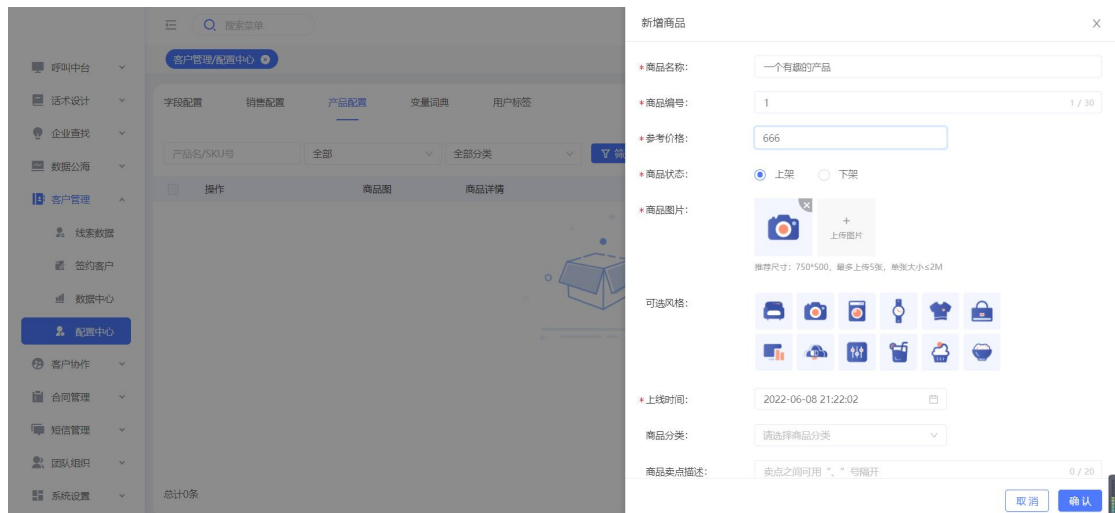 搜索菜单
客户管理/配置中心
呼叫中台
话术设计
企业查找
数据公海
客户管理
线索数据
签约客户
数据中心
配置中心
客户协作
合同管理
短信管理
团队组织
系统设置
字段配置 销售配置 产品配置 变量词典 用户标签
产品名/SKU号 全部 全部分类 筛
操作 商品图 商品详情
总计0条
新增商品
*商品名称: 一个有趣的产品
*商品编号: 1 1 / 30
*参考价格: 666
*商品状态: 上架 下架
*商品图片:
+
上传图片
推荐尺寸: 750*500, 最多上传5张, 单张大小≤2M
可选风格:
*上线时间: 2022-06-08 21:22:02
商品分类: 请选择商品分类
商品卖点描述: 卖点之间可用 “、” 号隔开 0 / 20
取消 确认